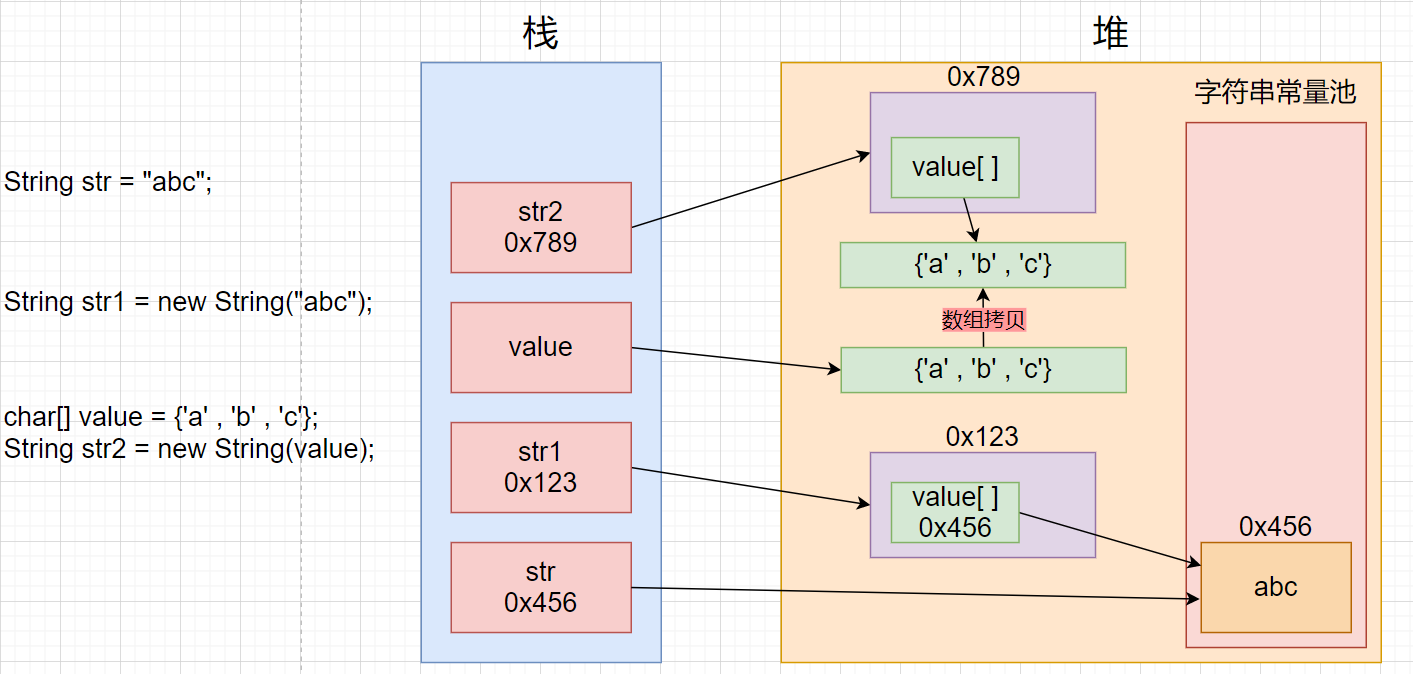 栈
堆
String str = "abc";
String str1 = new String("abc");
char[] value = {'a' , 'b' , 'c'};
String str2 = new String(value);
str2
0x789
value
str1
0x123
str
0x456
0x789
value[ ]
{'a' , 'b' , 'c'}
数组拷贝
{'a' , 'b' , 'c'}
0x123
value[ ]
0x456
字符串常量池
0x456
abc